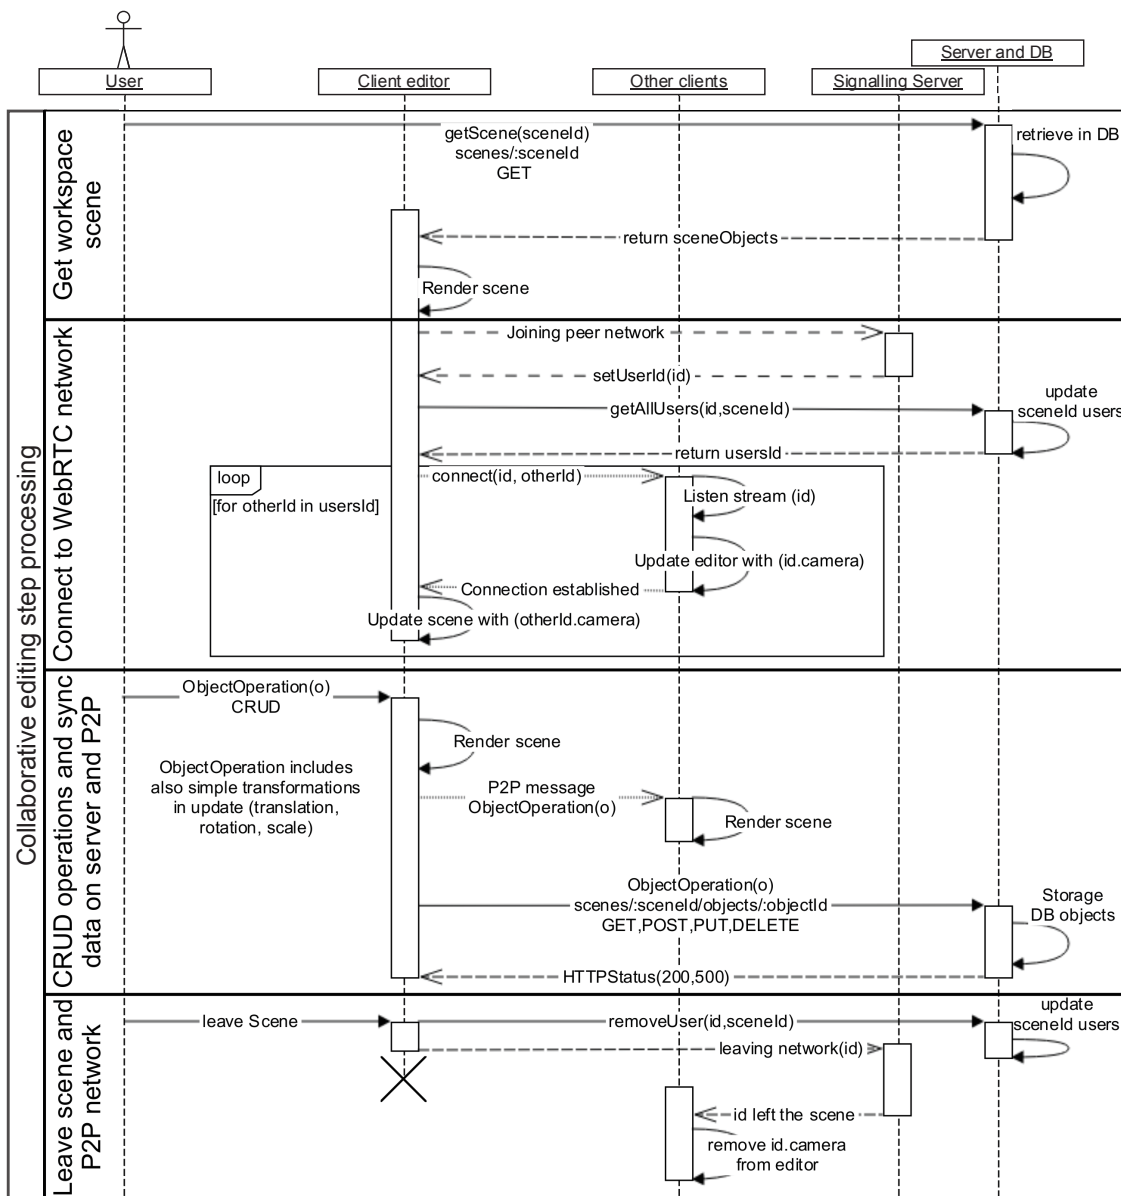 Server and DB
User
Client editor
Other clients
Signalling Server
Collaborative editing step processing
Get workspace
scene
getScene(sceneId)
scenes/:sceneId
GET
retrieve in DB
return sceneObjects
Render scene
Connect to WebRTC network
Joining peer network
setUserId(id)
getAllUsers(id,sceneId)
update
sceneId users
return usersId
loop
[for otherId in usersId]
connect(id, otherId)
Listen stream (id)
Update editor with (id.camera)
Connection established
Update scene with (otherId.camera)
CRUD operations and sync
data on server and P2P
ObjectOperation(o)
CRUD
Render scene
ObjectOperation includes
also simple transformations
in update (translation,
rotation, scale)
P2P message
ObjectOperation(o)
Render scene
ObjectOperation(o)
scenes/:sceneId/objects/:objectId
GET,POST,PUT,DELETE
Storage
DB objects
HTTPStatus(200,500)
Leave scene and
P2P network
leave Scene
removeUser(id,sceneId)
update
sceneId users
leaving network(id)
id left the scene
remove id.camera
from editor